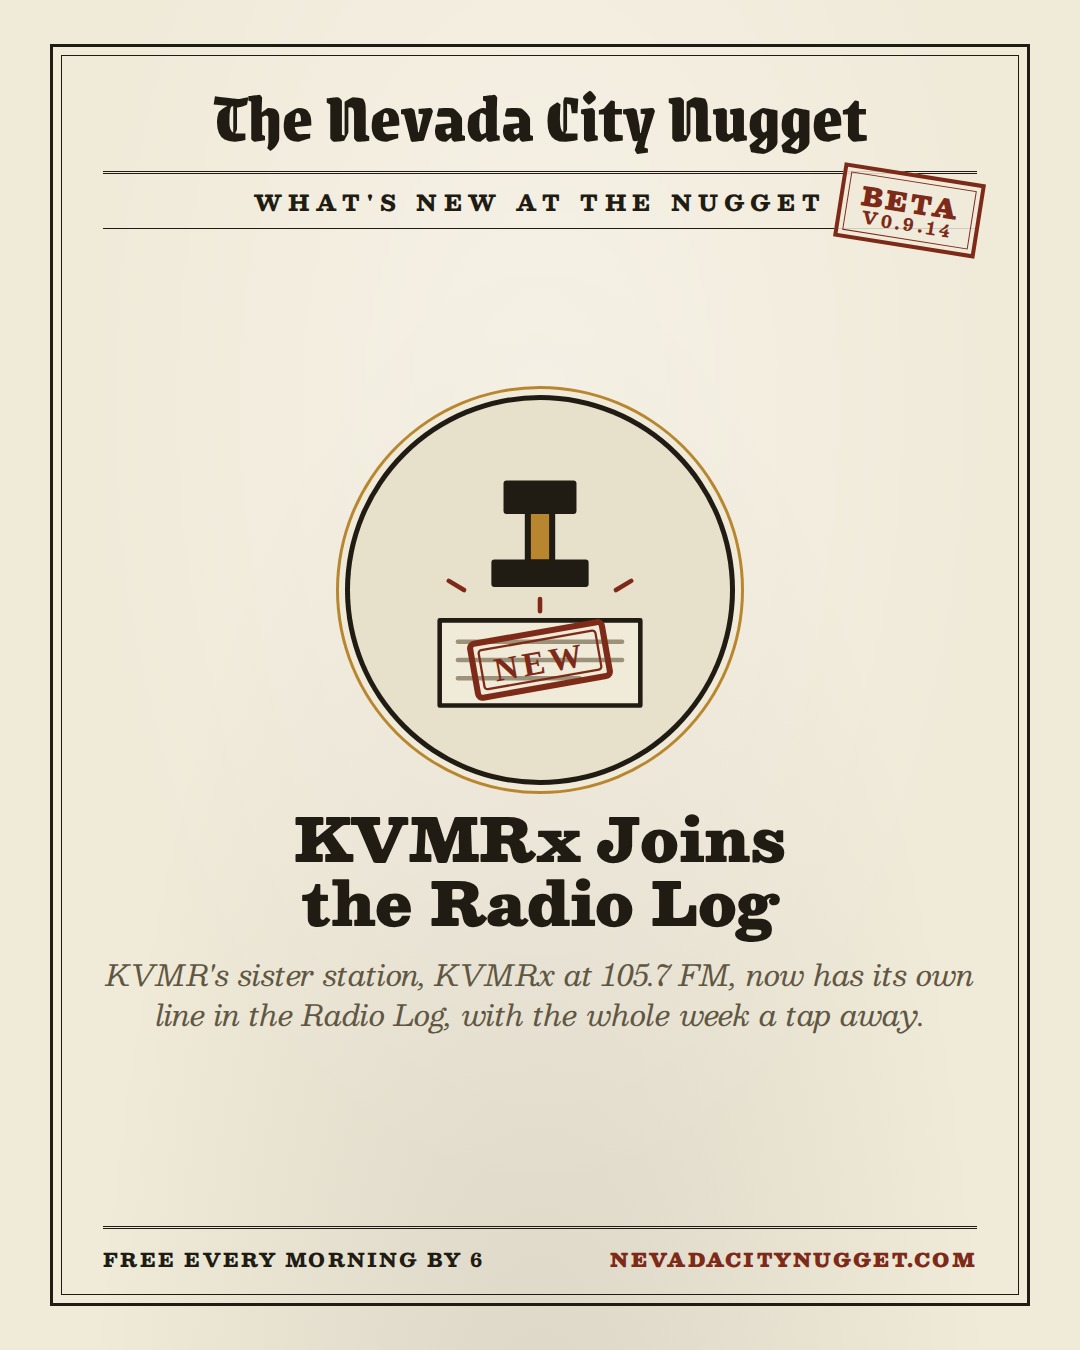 The Nevada City Nugget
WHAT'S NEW AT THE NUGGET
BETA
V0.9.14
NEW
KVMRx Joins
the Radio Log
KVMR's sister station, KVMRx at 105.7 FM, now has its own
line in the Radio Log, with the whole week a tap away.
FREE EVERY MORNING BY 6
NEVADACITYNUGGET.COM